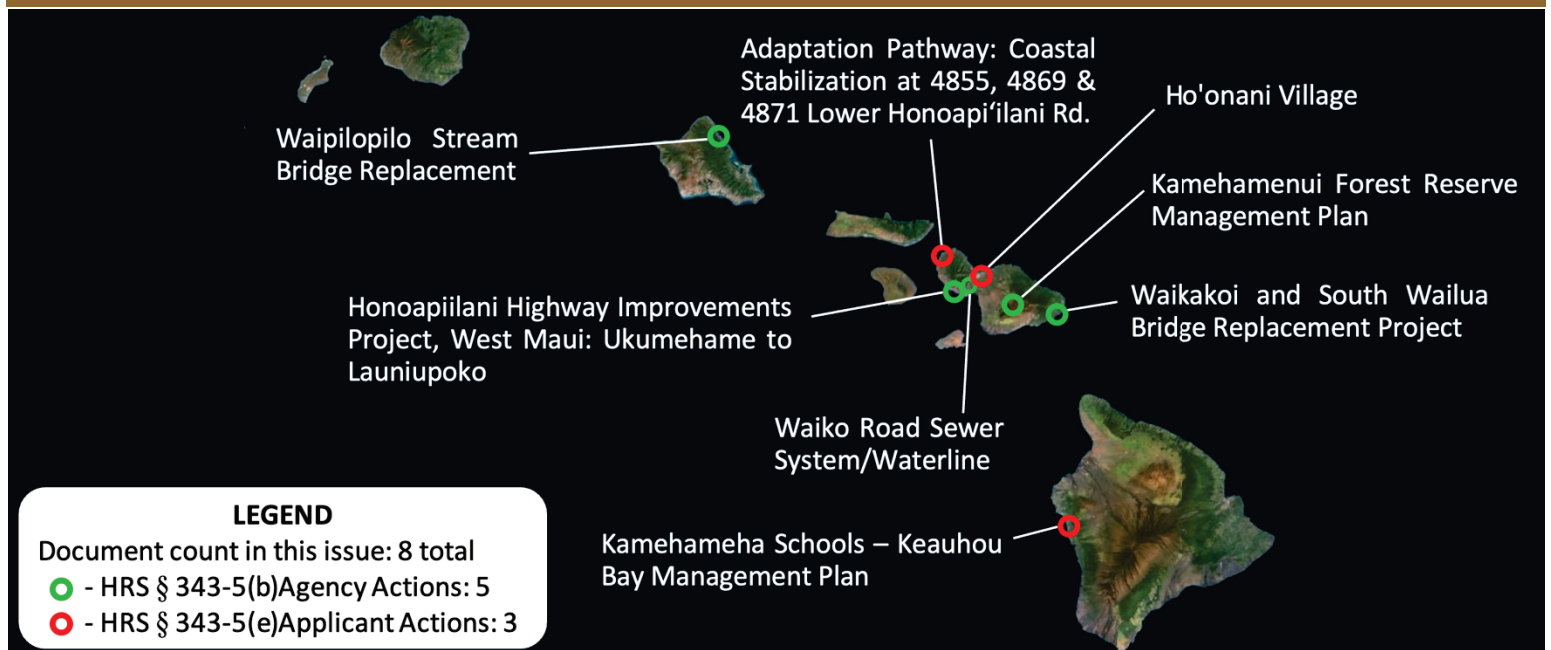 Adaptation Pathway: Coastal
Stabilization at 4855, 4869 &
4871 Lower Honoapi‘ilani Rd.
Ho'onani Village
Waipilopilo Stream
Bridge Replacement
Kamehamenui Forest Reserve
Management Plan
Honoapiilani Highway Improvements
Project, West Maui: Ukumehame to
Launiupoko
Waikakoi and South Wailua
Bridge Replacement Project
Waiko Road Sewer
System/Waterline
Kamehameha Schools – Keauhou
Bay Management Plan
LEGEND
Document count in this issue: 8 total
- HRS § 343-5(b)Agency Actions: 5
- HRS § 343-5(e)Applicant Actions: 3